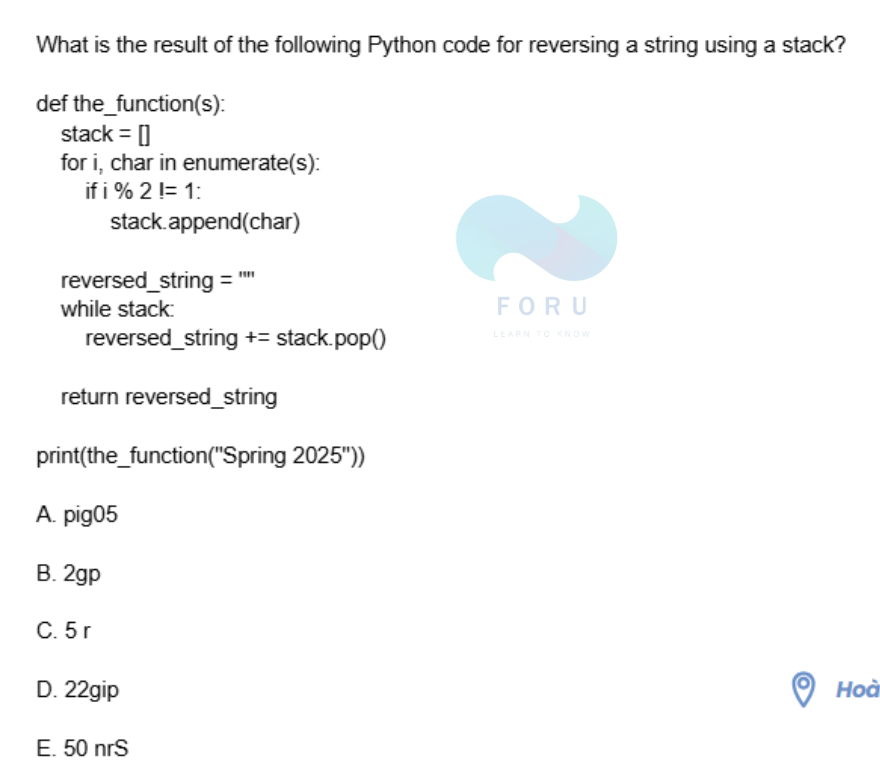 What is the result of the following Python code for reversing a string using a stack?
def the_function(s):
stack = []
for i, char in enumerate(s):
if i % 2 != 1:
stack.append(char)
reversed_string = ""
while stack:
reversed_string += stack.pop()
return reversed_string
print(the_function("Spring 2025"))
A. pig05
B. 2gp
C. 5 r
D. 22gip
E. 50 nrS
FORU
LEARN TO KNOW
Hoà